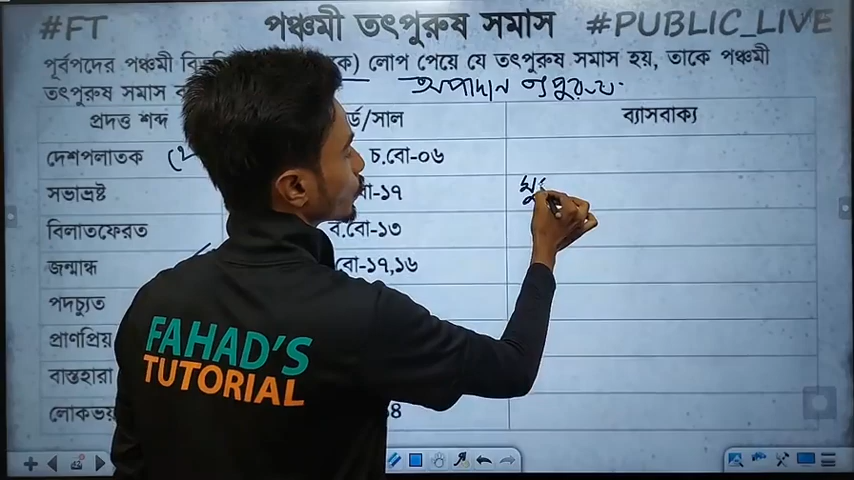 #FT পঞ্চমী তৎপুরুষ সমাস #PUBLIC_LIVE
পূর্বপদের পঞ্চমী কে) লোপ পেয়ে যে তৎপুরুষ সমাস হয়, তাকে পঞ্চমী
তৎপুরুষ সমাস অপাদান
প্রদত্ত শব্দ র্ড/সাল ব্যাসবাক্য
দেশপলাতক চ.বো-০৬
সভাভ্রষ্ট বো-১৭
বিলাতফেরত ব.বো-১৩
জন্মান্ধ বো-১৭,১৬
পদচ্যুত
প্রাণপ্রিয়
বাস্তহারা
লোকভয়
FAHAD'S
TUTORIAL